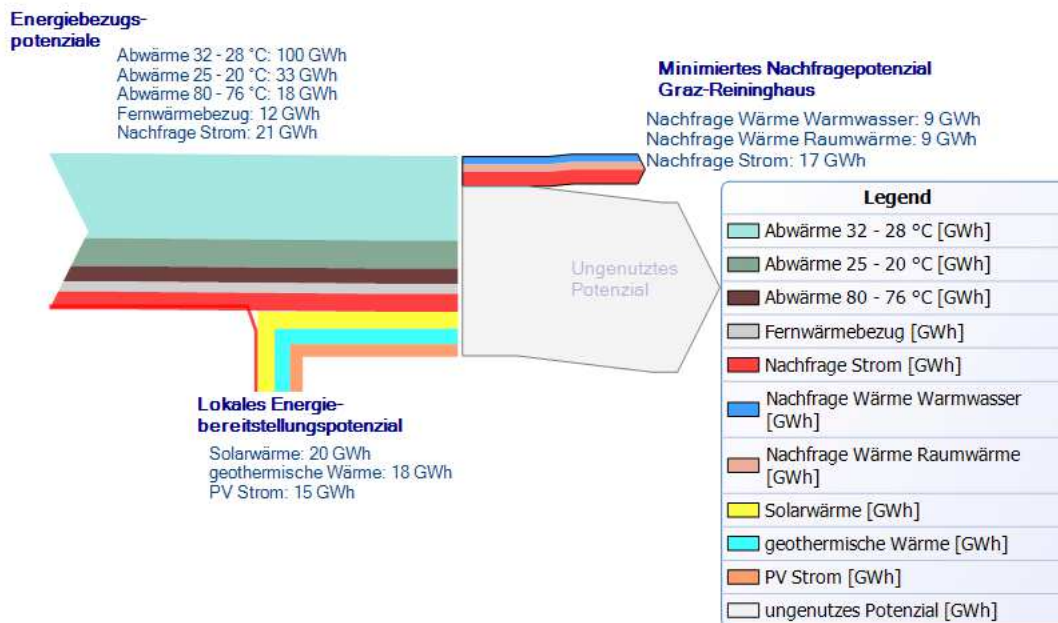 Energiebezugs-
potenziale
Abwärme 32 - 28 °C: 100 GWh
Abwärme 25 - 20 °C: 33 GWh
Abwärme 80 - 76 °C: 18 GWh
Fernwärmebezug: 12 GWh
Nachfrage Strom: 21 GWh
Minimiertes Nachfragepotenzial
Graz-Reininghaus
Nachfrage Wärme Warmwasser: 9 GWh
Nachfrage Wärme Raumwärme: 9 GWh
Nachfrage Strom: 17 GWh
Ungenutztes
Potenzial
Lokales Energie-
bereitstellungspotenzial
Solarwärme: 20 GWh
geothermische Wärme: 18 GWh
PV Strom: 15 GWh
Legend
Abwärme 32 - 28 °C [GWh]
Abwärme 25 - 20 °C [GWh]
Abwärme 80 - 76 °C [GWh]
Fernwärmebezug [GWh]
Nachfrage Strom [GWh]
Nachfrage Wärme Warmwasser
[GWh]
Nachfrage Wärme Raumwärme
[GWh]
Solarwärme [GWh]
geothermische Wärme [GWh]
PV Strom [GWh]
ungenutzes Potenzial [GWh]